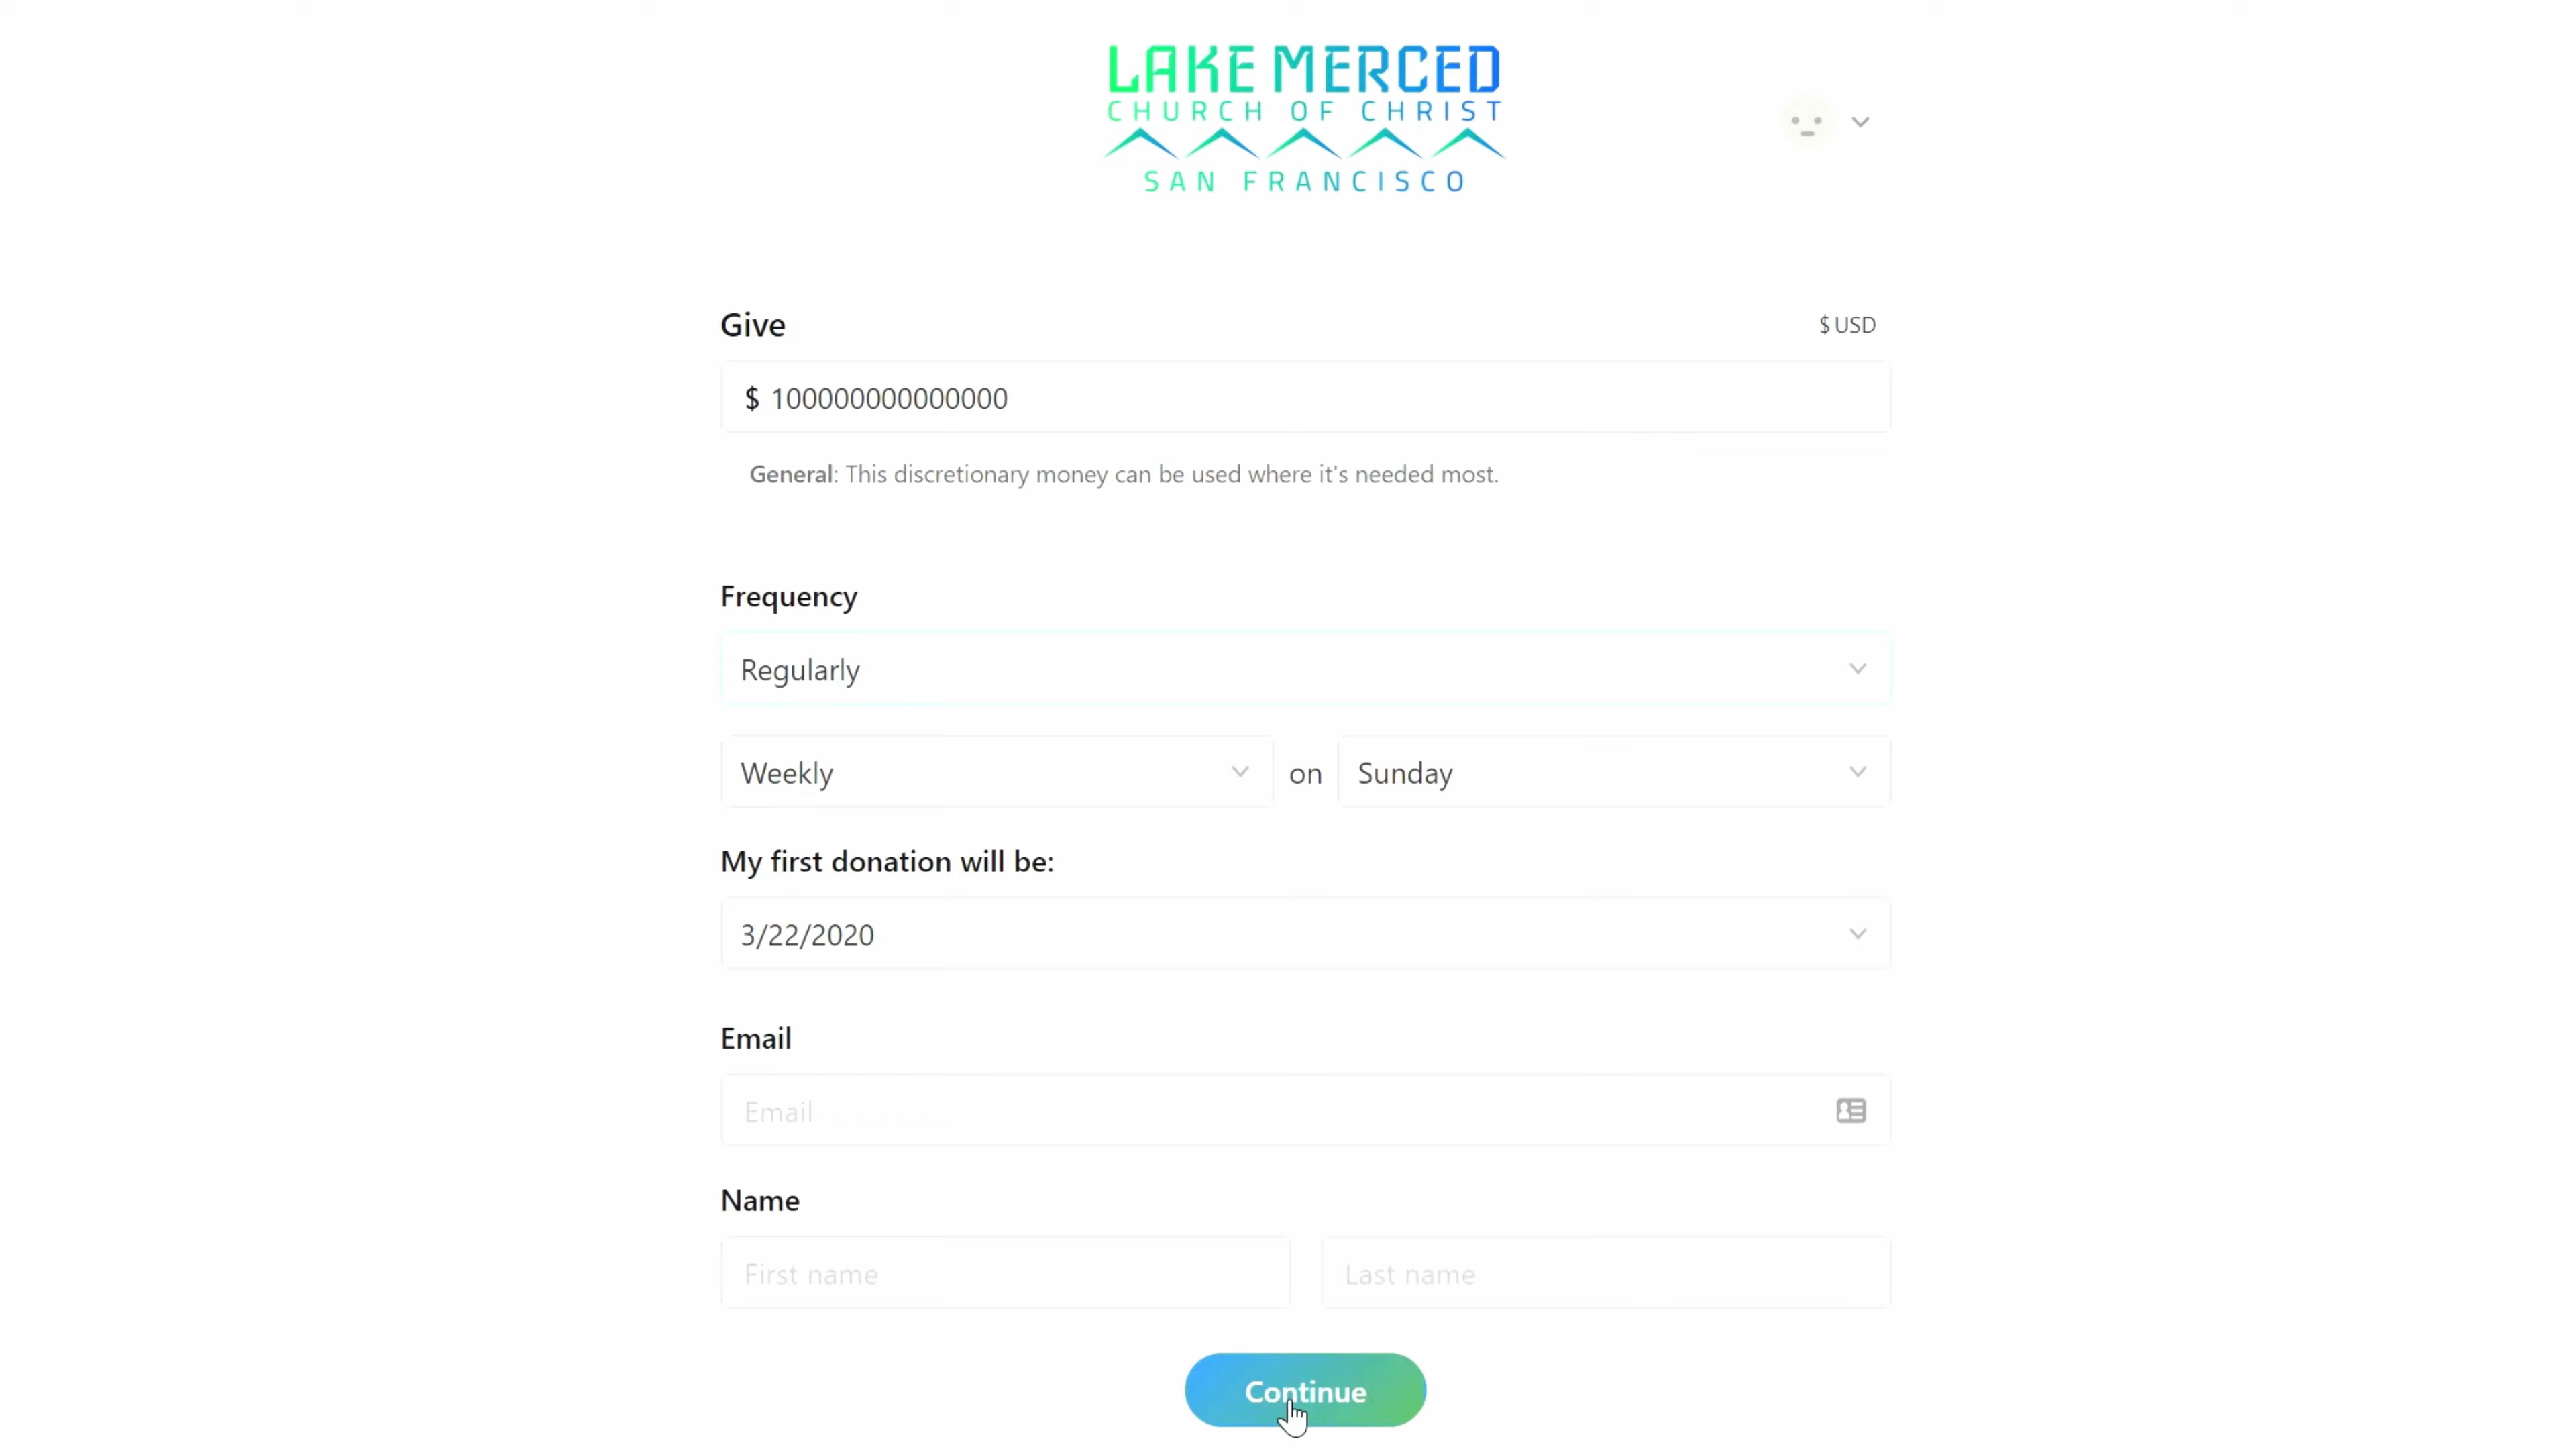 LAKE MERCED
CHURCH OF CHRIST
SAN FRANCISCO
Give
$ USD
$ 100000000000000
General: This discretionary money can be used where it's needed most.
Frequency
Regularly
Weekly on Sunday
My first donation will be:
3/22/2020
Email
Email
Name
First name Last name
Continue